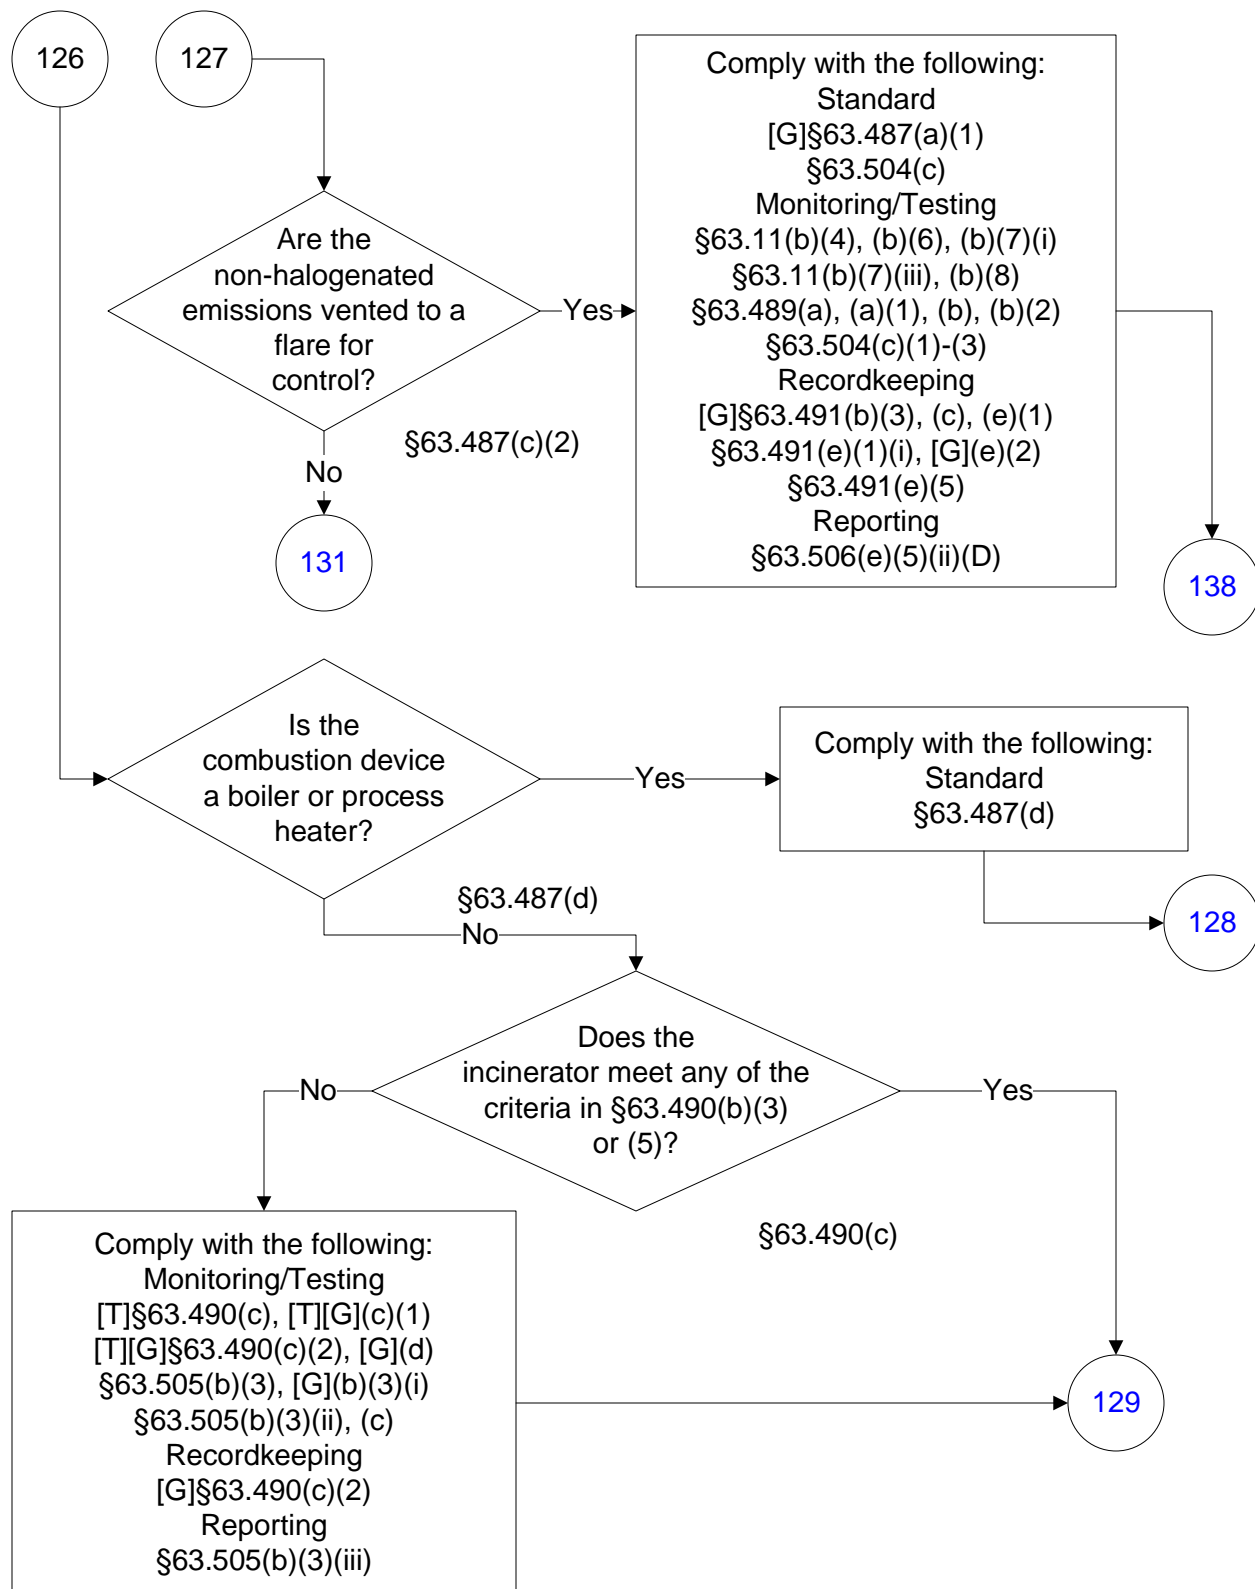 126
127
Are the
non-halogenated
emissions vented to a
flare for
control?
Yes
Comply with the following:
Standard
[G]§63.487(a)(1)
§63.504(c)
Monitoring/Testing
§63.11(b)(4), (b)(6), (b)(7)(i)
§63.11(b)(7)(iii), (b)(8)
§63.489(a), (a)(1), (b), (b)(2)
§63.504(c)(1)-(3)
Recordkeeping
[G]§63.491(b)(3), (c), (e)(1)
§63.491(e)(1)(i), [G](e)(2)
§63.491(e)(5)
Reporting
§63.506(e)(5)(ii)(D)
§63.487(c)(2)
No
131
138
Is the
combustion device
a boiler or process
heater?
Yes
Comply with the following:
Standard
§63.487(d)
§63.487(d)
No
128
Does the
incinerator meet any of the
criteria in §63.490(b)(3)
or (5)?
No
Yes
§63.490(c)
Comply with the following:
Monitoring/Testing
[T]§63.490(c), [T][G](c)(1)
[T][G]§63.490(c)(2), [G](d)
§63.505(b)(3), [G](b)(3)(i)
§63.505(b)(3)(ii), (c)
Recordkeeping
[G]§63.490(c)(2)
Reporting
§63.505(b)(3)(iii)
129